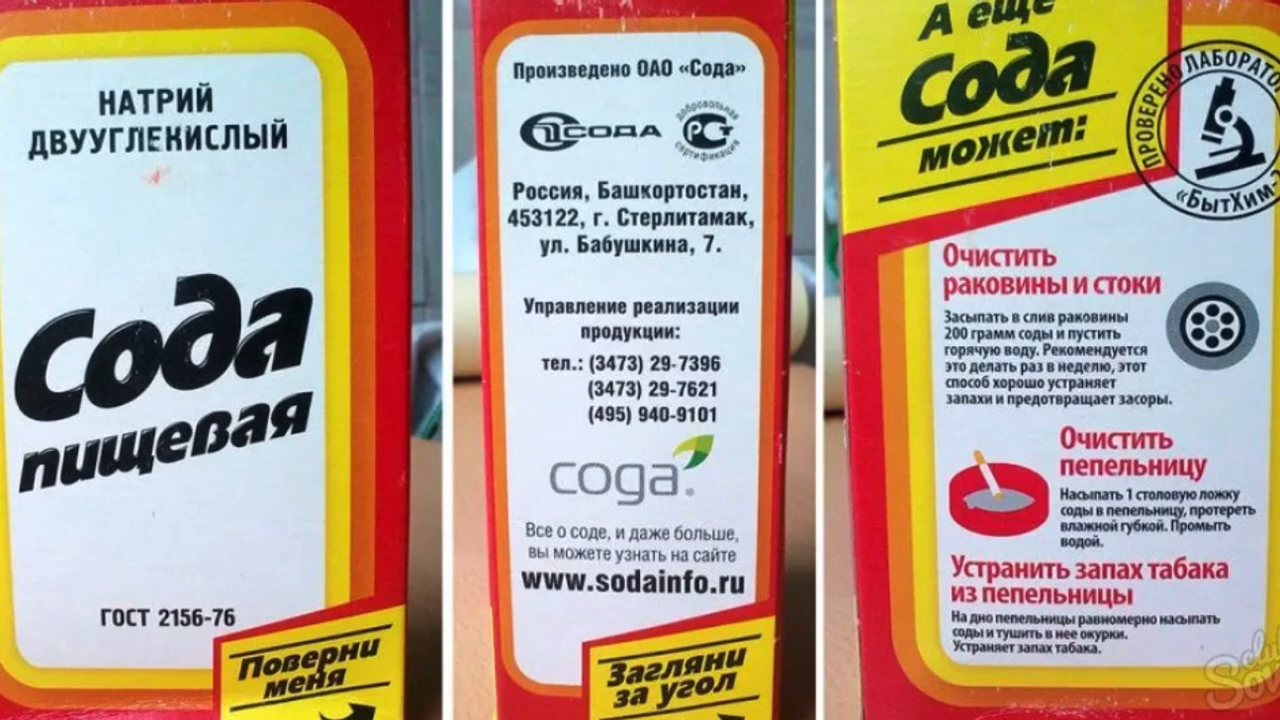 НАТРИЙ
ДВУУГЛЕКИСЛЫЙ
Сода
пищевая
ГОСТ 2156-76
Поверни
меня
Произведено ОАО «Сода»
СОДА
добровольная
РСТ
сертификация
Россия, Башкортостан,
453122, г. Стерлитамак,
ул. Бабушкина, 7.
Управление реализации
продукции:
тел.: (3473) 29-7396
(3473) 29-7621
(495) 940-9101
сода.
Все о соде, и даже больше,
вы можете узнать на сайте
www.sodainfo.ru
Загляни
за угол
А еще
Сода
может:
ПРОВЕРЕНО
«БытХим-
Очистить
раковины и стоки
Засыпать в слив раковины
200 грамм соды и пустить
горячую воду. Рекомендуется
это делать раз в неделю, этот
способ хорошо устраняет
запахи и предотвращает засоры.
Очистить
пепельницу
Насыпать 1 столовую ложку
соды в пепельницу, протереть
влажной губкой. Промыть
водой.
Устранить запах табака
из пепельницы
На дно пепельницы равномерно насыпать
соды и тушить в нее окурки.
Устраняет запах табака.